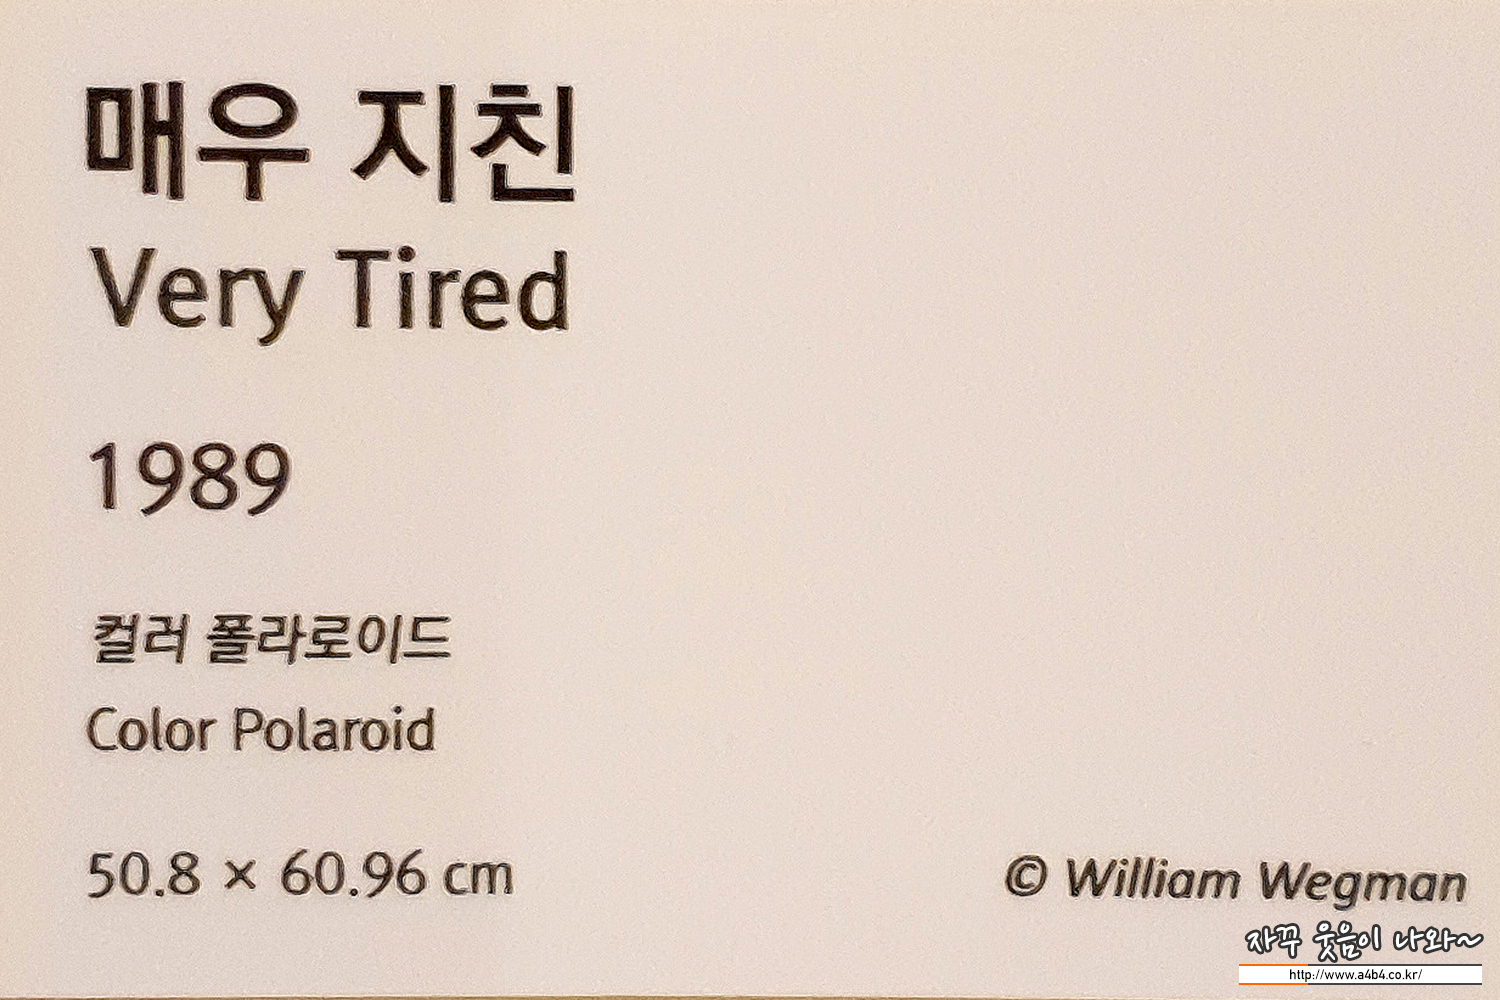 매우 지친
Very Tired
1989
컬러 폴라로이드
Color Polaroid
50.8 × 60.96 cm
© William Wegman
자꾸 웃음이 나와~
http://www.a4b4.co.kr/